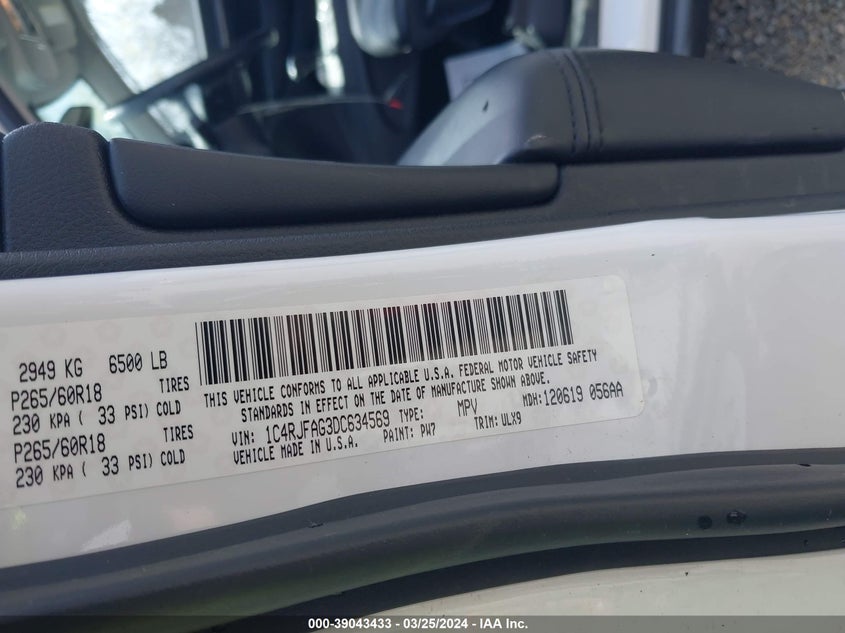 2949 KG 6500 LB
P265/60R18 TIRES
230 KPA ( 33 PSI) COLD
P265/60R18 TIRES
230 KPA ( 33 PSI) COLD
THIS VEHICLE CONFORMS TO ALL APPLICABLE U.S.A. FEDERAL MOTOR VEHICLE SAFETY
STANDARDS IN EFFECT ON THE DATE OF MANUFACTURE SHOWN ABOVE.
VIN: 1C4RJFAG3DC634569 TYPE: MPV MDH: 120619 056AA
VEHICLE MADE IN U.S.A. PAINT: PW7 TRIM: ULX9
000-39043433 - 03/25/2024 - IAA Inc.